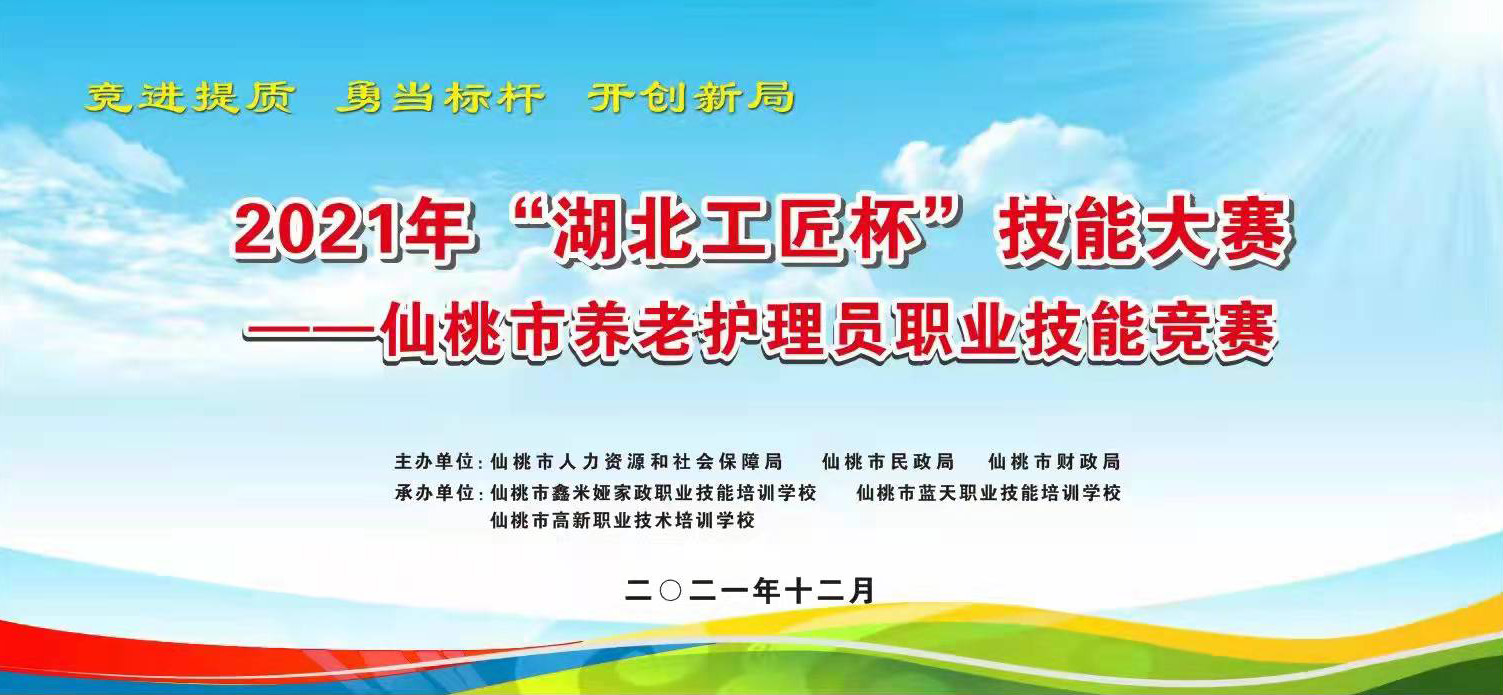 竞进提质 勇当标杆 开创新局
2021年“湖北工匠杯”技能大赛
——仙桃市养老护理员职业技能竞赛
主办单位：仙桃市人力资源和社会保障局 仙桃市民政局 仙桃市财政局
承办单位：仙桃市鑫米娅家政职业技能培训学校 仙桃市蓝天职业技能培训学校
仙桃市高新职业技术培训学校
二〇二一年十二月